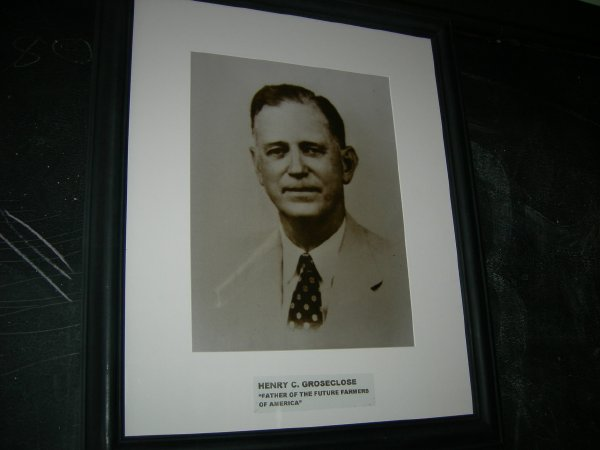 HENRY C. GROSECLOSE
"FATHER OF THE FUTURE FARMERS
OF AMERICA"